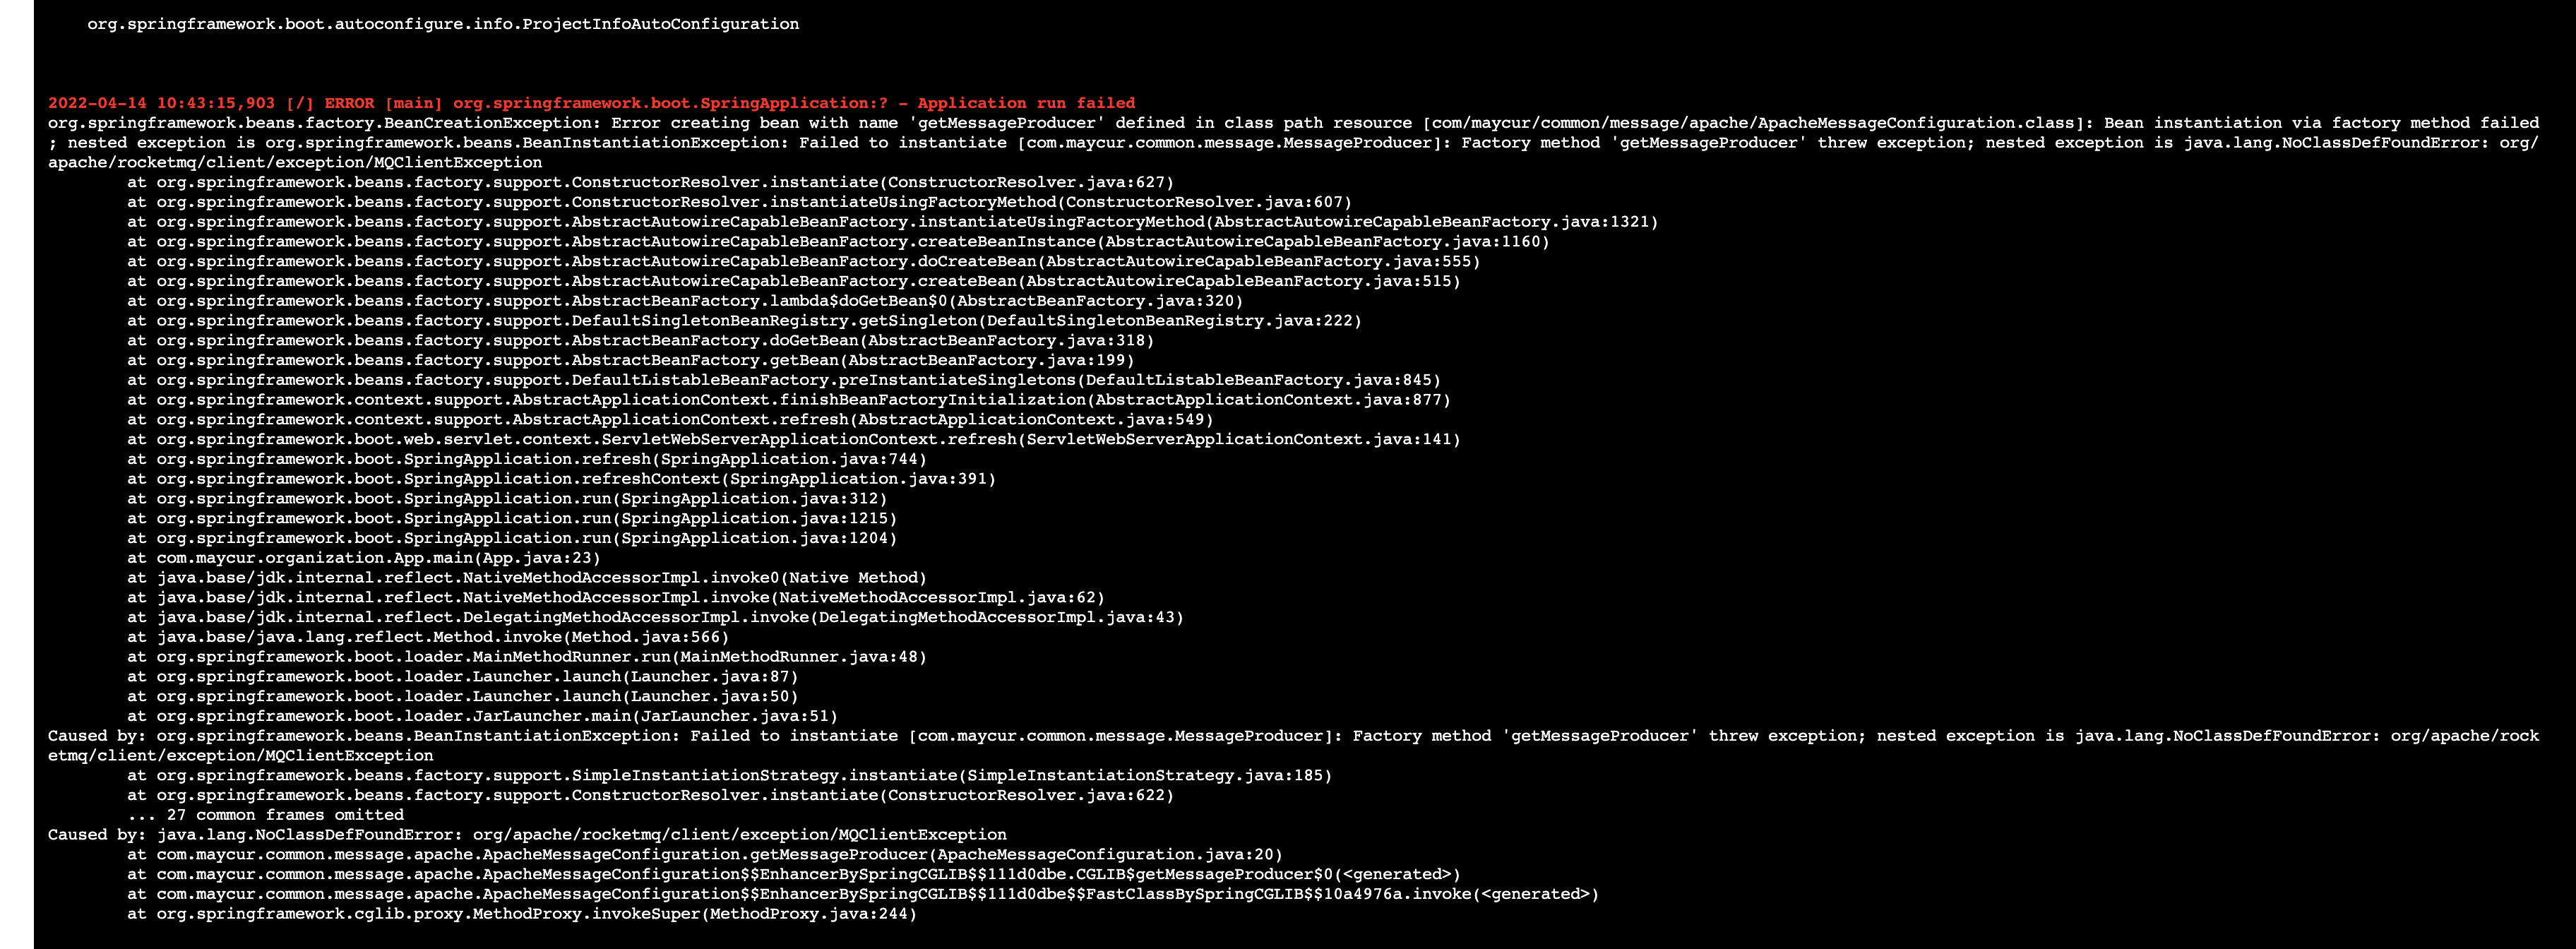 org.springframework.boot.autoconfigure.info.ProjectInfoAutoConfiguration
2022-04-14 10:43:15,903 [/] ERROR [main] org.springframework.boot.SpringApplication:? - Application run failed
org.springframework.beans.factory.BeanCreationException: Error creating bean with name 'getMessageProducer' defined in class path resource [com/maycur/common/message/apache/ApacheMessageConfiguration.class]: Bean instantiation via factory method failed
; nested exception is org.springframework.beans.BeanInstantiationException: Failed to instantiate [com.maycur.common.message.MessageProducer]: Factory method 'getMessageProducer' threw exception; nested exception is java.lang.NoClassDefFoundError: org/
apache/rocketmq/client/exception/MQClientException
at org.springframework.beans.factory.support.ConstructorResolver.instantiate(ConstructorResolver.java:627)
at org.springframework.beans.factory.support.ConstructorResolver.instantiateUsingFactoryMethod(ConstructorResolver.java:607)
at org.springframework.beans.factory.support.AbstractAutowireCapableBeanFactory.instantiateUsingFactoryMethod(AbstractAutowireCapableBeanFactory.java:1321)
at org.springframework.beans.factory.support.AbstractAutowireCapableBeanFactory.createBeanInstance(AbstractAutowireCapableBeanFactory.java:1160)
at org.springframework.beans.factory.support.AbstractAutowireCapableBeanFactory.doCreateBean(AbstractAutowireCapableBeanFactory.java:555)
at org.springframework.beans.factory.support.AbstractAutowireCapableBeanFactory.createBean(AbstractAutowireCapableBeanFactory.java:515)
at org.springframework.beans.factory.support.AbstractBeanFactory.lambda$doGetBean$0(AbstractBeanFactory.java:320)
at org.springframework.beans.factory.support.DefaultSingletonBeanRegistry.getSingleton(DefaultSingletonBeanRegistry.java:222)
at org.springframework.beans.factory.support.AbstractBeanFactory.doGetBean(AbstractBeanFactory.java:318)
at org.springframework.beans.factory.support.AbstractBeanFactory.getBean(AbstractBeanFactory.java:199)
at org.springframework.beans.factory.support.DefaultListableBeanFactory.preInstantiateSingletons(DefaultListableBeanFactory.java:845)
at org.springframework.context.support.AbstractApplicationContext.finishBeanFactoryInitialization(AbstractApplicationContext.java:877)
at org.springframework.context.support.AbstractApplicationContext.refresh(AbstractApplicationContext.java:549)
at org.springframework.boot.web.servlet.context.ServletWebServerApplicationContext.refresh(ServletWebServerApplicationContext.java:141)
at org.springframework.boot.SpringApplication.refresh(SpringApplication.java:744)
at org.springframework.boot.SpringApplication.refreshContext(SpringApplication.java:391)
at org.springframework.boot.SpringApplication.run(SpringApplication.java:312)
at org.springframework.boot.SpringApplication.run(SpringApplication.java:1215)
at org.springframework.boot.SpringApplication.run(SpringApplication.java:1204)
at com.maycur.organization.App.main(App.java:23)
at java.base/jdk.internal.reflect.NativeMethodAccessorImpl.invoke0(Native Method)
at java.base/jdk.internal.reflect.NativeMethodAccessorImpl.invoke(NativeMethodAccessorImpl.java:62)
at java.base/jdk.internal.reflect.DelegatingMethodAccessorImpl.invoke(DelegatingMethodAccessorImpl.java:43)
at java.base/java.lang.reflect.Method.invoke(Method.java:566)
at org.springframework.boot.loader.MainMethodRunner.run(MainMethodRunner.java:48)
at org.springframework.boot.loader.Launcher.launch(Launcher.java:87)
at org.springframework.boot.loader.Launcher.launch(Launcher.java:50)
at org.springframework.boot.loader.JarLauncher.main(JarLauncher.java:51)
Caused by: org.springframework.beans.BeanInstantiationException: Failed to instantiate [com.maycur.common.message.MessageProducer]: Factory method 'getMessageProducer' threw exception; nested exception is java.lang.NoClassDefFoundError: org/apache/rock
etmq/client/exception/MQClientException
at org.springframework.beans.factory.support.SimpleInstantiationStrategy.instantiate(SimpleInstantiationStrategy.java:185)
at org.springframework.beans.factory.support.ConstructorResolver.instantiate(ConstructorResolver.java:622)
... 27 common frames omitted
Caused by: java.lang.NoClassDefFoundError: org/apache/rocketmq/client/exception/MQClientException
at com.maycur.common.message.apache.ApacheMessageConfiguration.getMessageProducer(ApacheMessageConfiguration.java:20)
at com.maycur.common.message.apache.ApacheMessageConfiguration$$EnhancerBySpringCGLIB$$111d0dbe.CGLIB$getMessageProducer$0(<generated>)
at com.maycur.common.message.apache.ApacheMessageConfiguration$$EnhancerBySpringCGLIB$$111d0dbe$$FastClassBySpringCGLIB$$10a4976a.invoke(<generated>)
at org.springframework.cglib.proxy.MethodProxy.invokeSuper(MethodProxy.java:244)